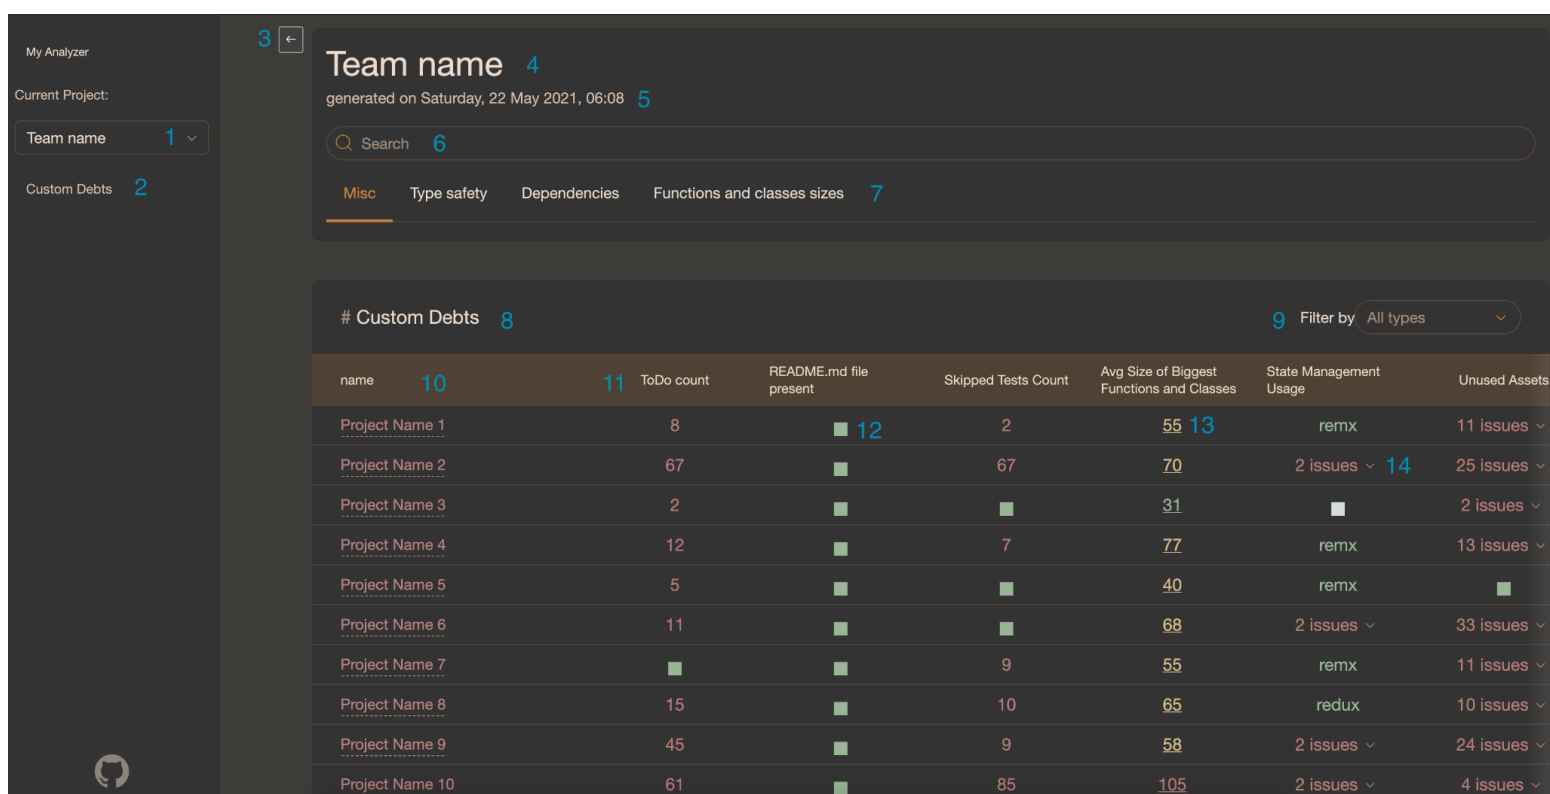 My Analyzer
Current Project:
Team name 1
Custom Debts 2
3 ←
Team name 4
generated on Saturday, 22 May 2021, 06:08 5
Search 6
Misc Type safety Dependencies Functions and classes sizes 7
# Custom Debts 8
9 Filter by All types
name 10 11 ToDo count README.md file present Skipped Tests Count Avg Size of Biggest Functions and Classes State Management Usage Unused Assets
Project Name 1 8 12 2 55 13 remx 11 issues
Project Name 2 67 67 70 2 issues 14 25 issues
Project Name 3 2 31 2 issues
Project Name 4 12 7 77 remx 13 issues
Project Name 5 5 40 remx
Project Name 6 11 68 2 issues 33 issues
Project Name 7 9 55 remx 11 issues
Project Name 8 15 10 65 redux 10 issues
Project Name 9 45 9 58 2 issues 24 issues
Project Name 10 61 85 105 2 issues 4 issues